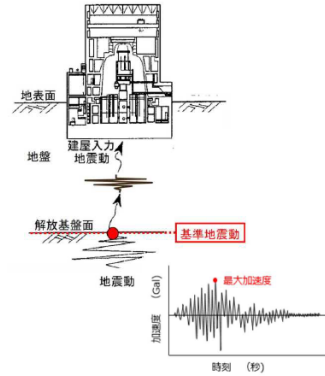 地表面
地盤
建屋入力
地震動
解放基盤面
基準地震動
地震動
最大加速度
加速度 (Gal)
時刻 (秒)